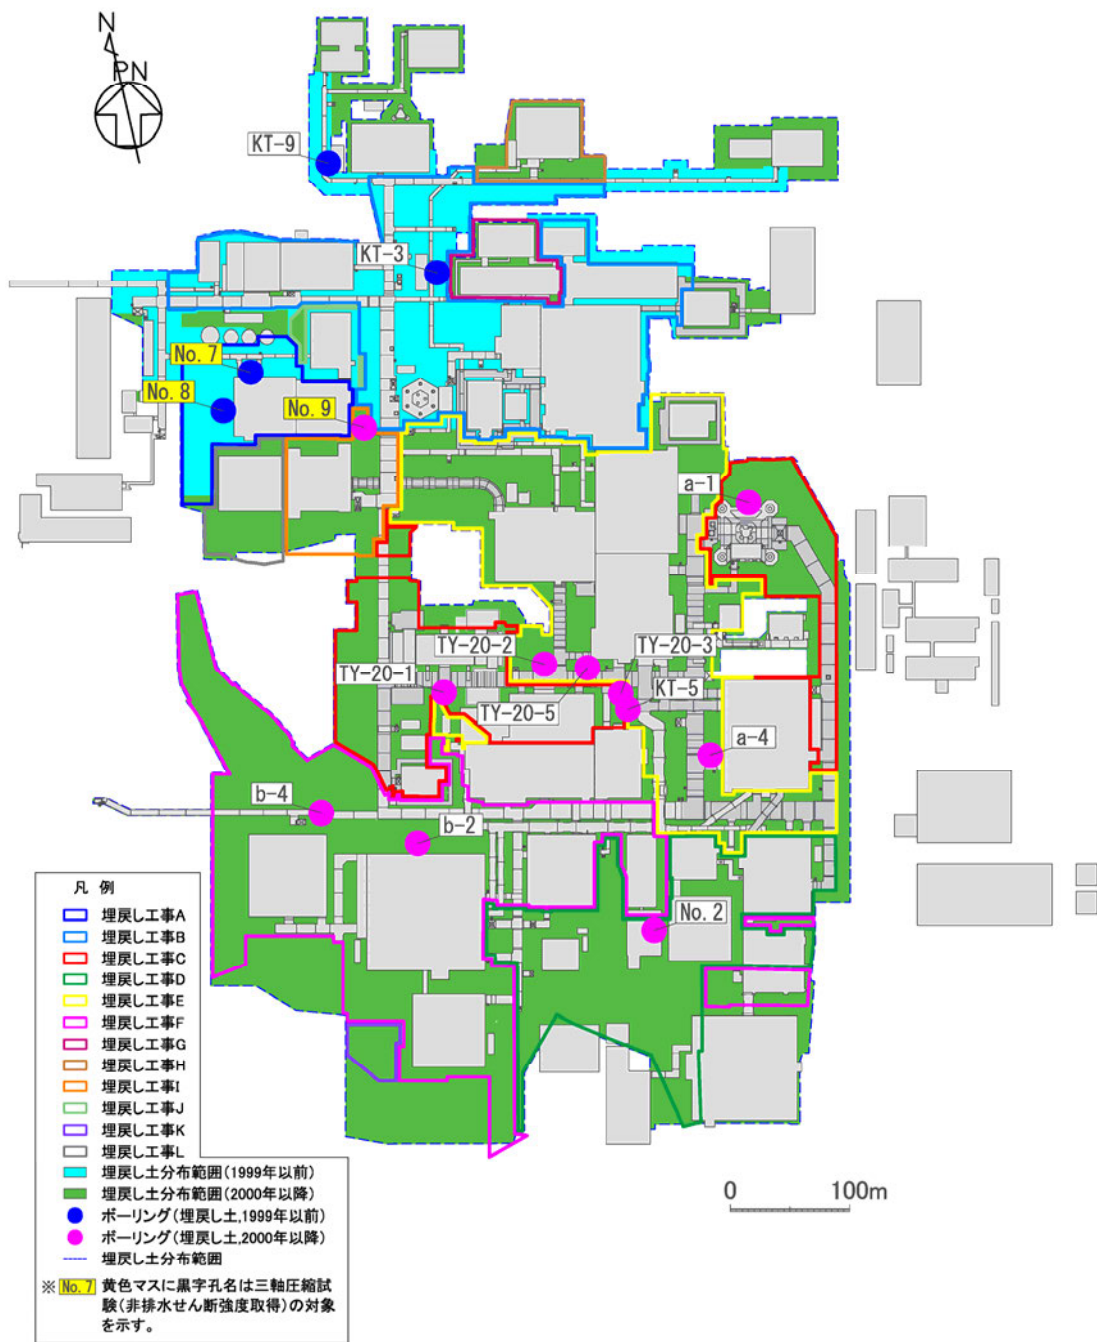 N
PN
KT-9
KT-3
No. 7
No. 8
No. 9
a-1
TY-20-2
TY-20-3
TY-20-1
KT-5
TY-20-5
a-4
b-4
b-2
No. 2
凡 例
埋戻し工事A
埋戻し工事B
埋戻し工事C
埋戻し工事D
埋戻し工事E
埋戻し工事F
埋戻し工事G
埋戻し工事H
埋戻し工事I
埋戻し工事J
埋戻し工事K
埋戻し工事L
埋戻し土分布範囲(1999年以前)
埋戻し土分布範囲(2000年以降)
ボーリング(埋戻し土,1999年以前)
ボーリング(埋戻し土,2000年以降)
埋戻し土分布範囲
※ No. 7 黄色マスに黒字孔名は三軸圧縮試
験(非排水せん断強度取得)の対象
を示す。
0 100m